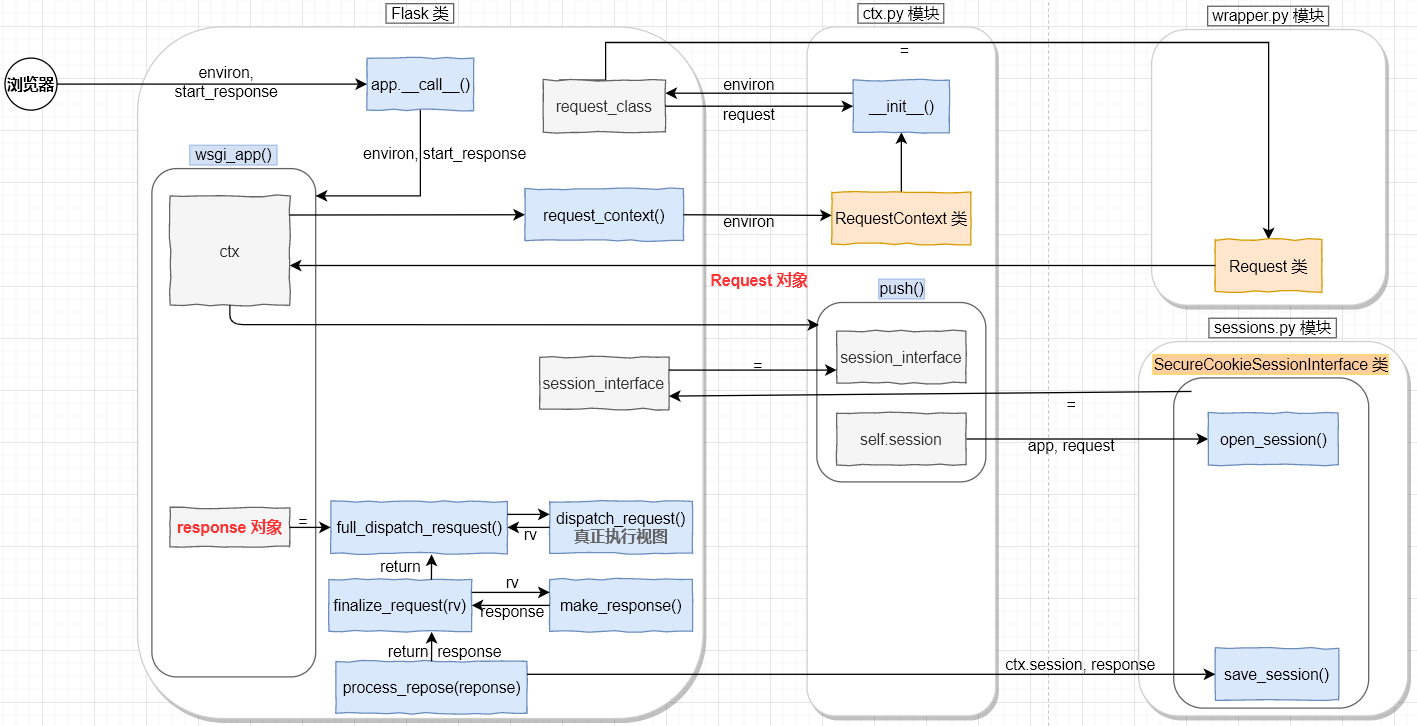 Flask 类
ctx.py 模块
wrapper.py 模块
浏览器
environ,
start_response
app.__call__()
request_class
=
environ
request
__init__()
environ, start_response
wsgi_app()
ctx
request_context()
environ
RequestContext 类
Request 类
Request 对象
push()
sessions.py 模块
session_interface
=
session_interface
SecureCookieSessionInterface 类
=
self.session
app, request
open_session()
response 对象
=
full_dispatch_resquest()
rv
dispatch_request()
真正执行视图
return
finalize_request(rv)
rv
response
make_response()
return response
process_repose(reponse)
ctx.session, response
save_session()